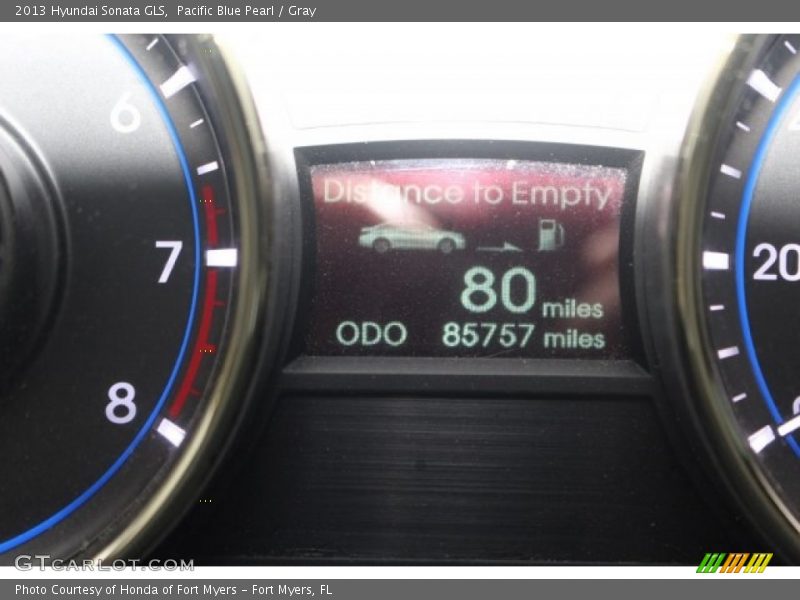 2013 Hyundai Sonata GLS, Pacific Blue Pearl / Gray
6
7
8
Distance to Empty
80 miles
ODO 85757 miles
20
GTCARLOT.COM
Photo Courtesy of Honda of Fort Myers - Fort Myers, FL